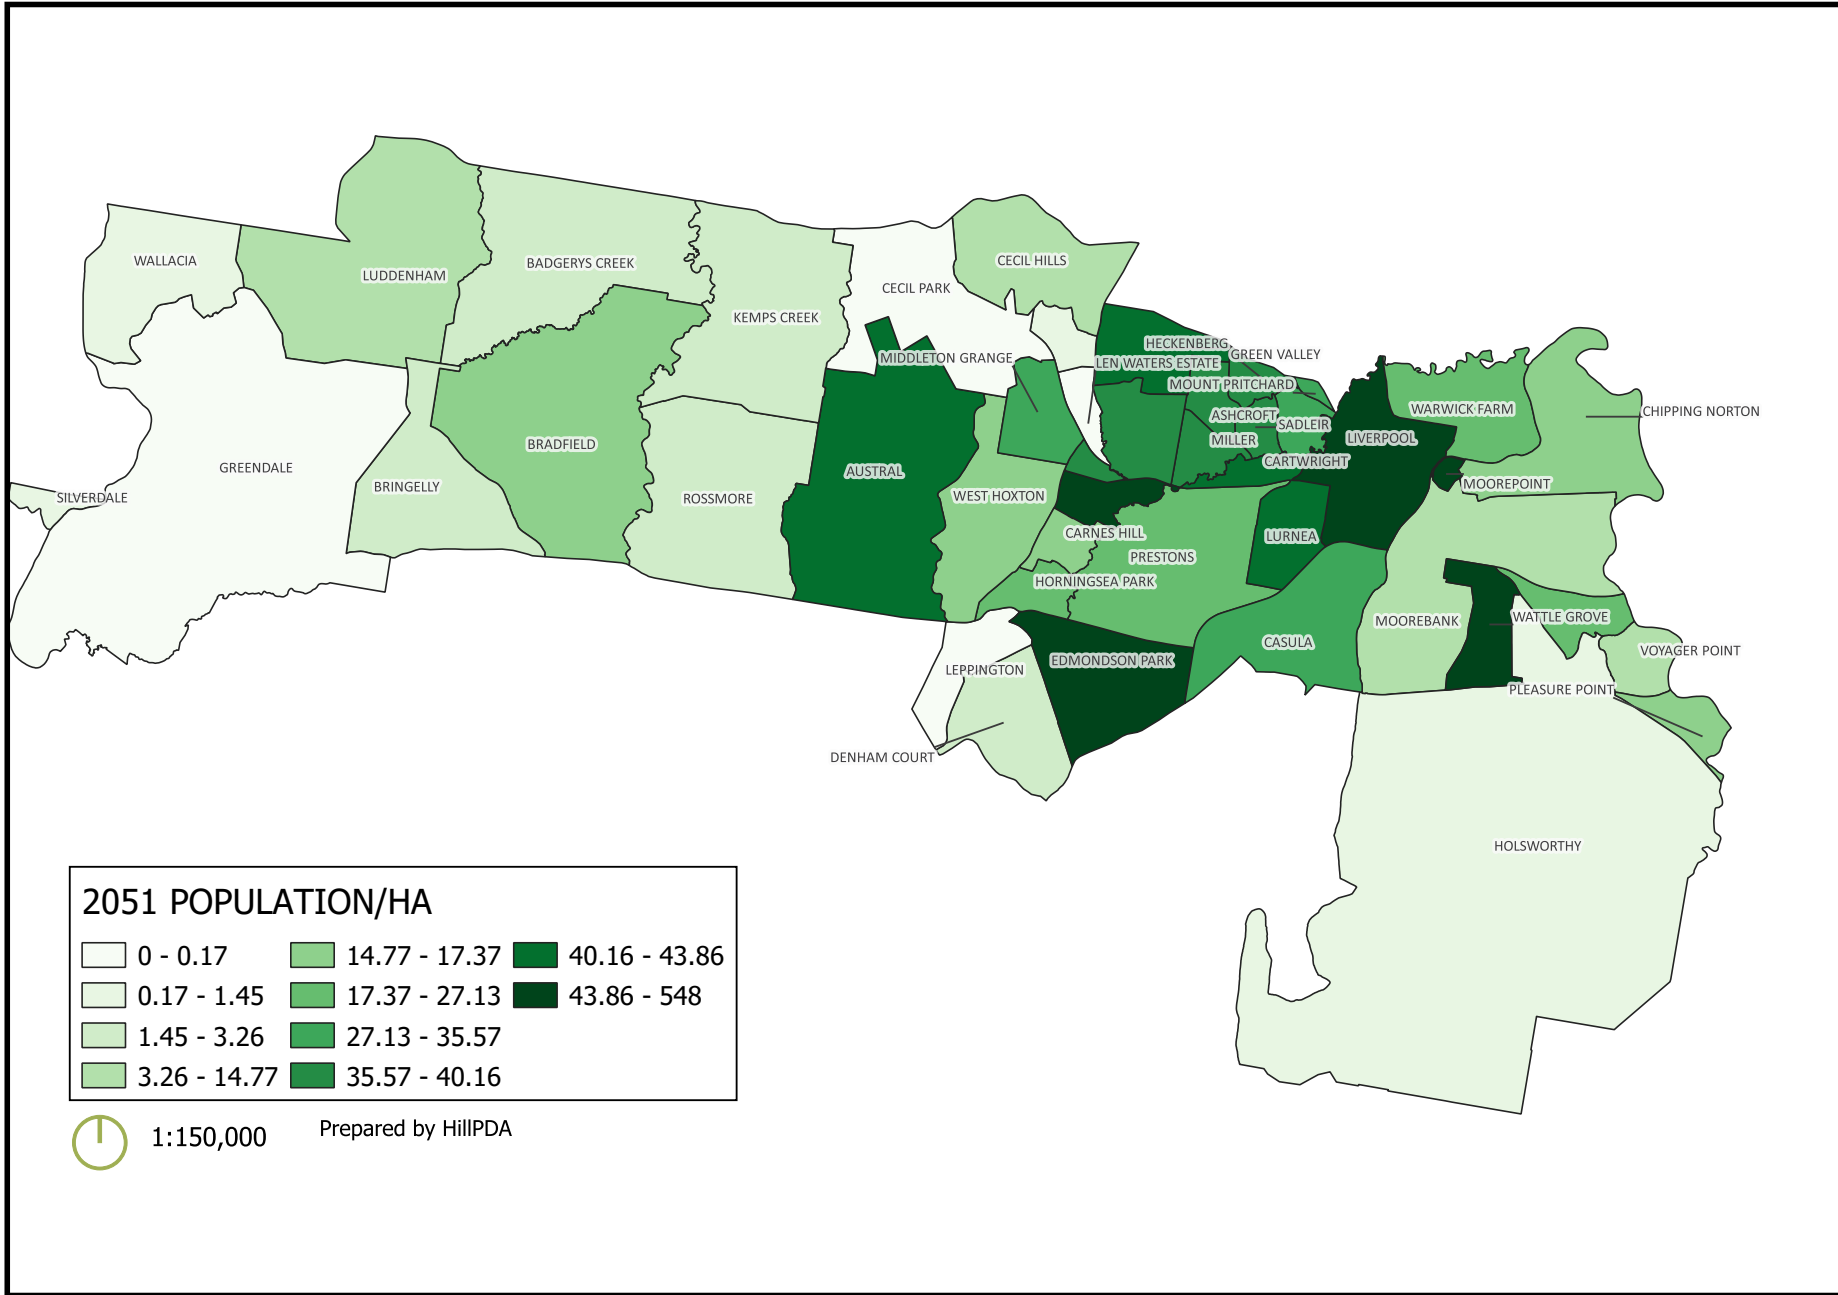 WALLACIA
LUDDENHAM
BADGERYS CREEK
CECIL HILLS
CECIL PARK
KEMPS CREEK
HECKENBERG
GREEN VALLEY
MIDDLETON GRANGE
LEN WATERS ESTATE
MOUNT PRITCHARD
WARWICK FARM
CHIPPING NORTON
ASHCROFT
SADLEIR
BRADFIELD
MILLER
LIVERPOOL
GREENDALE
AUSTRAL
CARTWRIGHT
BRINGELLY
SILVERDALE
ROSSMORE
WEST HOXTON
MOOREPOINT
CARNES HILL
LURNEA
PRESTONS
HORNINGSEA PARK
WATTLE GROVE
MOOREBANK
CASULA
VOYAGER POINT
EDMONDSON PARK
LEPPINGTON
PLEASURE POINT
DENHAM COURT
HOLSWORTHY
2051 POPULATION/HA
0 - 0.17
0.17 - 1.45
1.45 - 3.26
3.26 - 14.77
14.77 - 17.37
17.37 - 27.13
27.13 - 35.57
35.57 - 40.16
40.16 - 43.86
43.86 - 548
1:150,000
Prepared by HillPDA